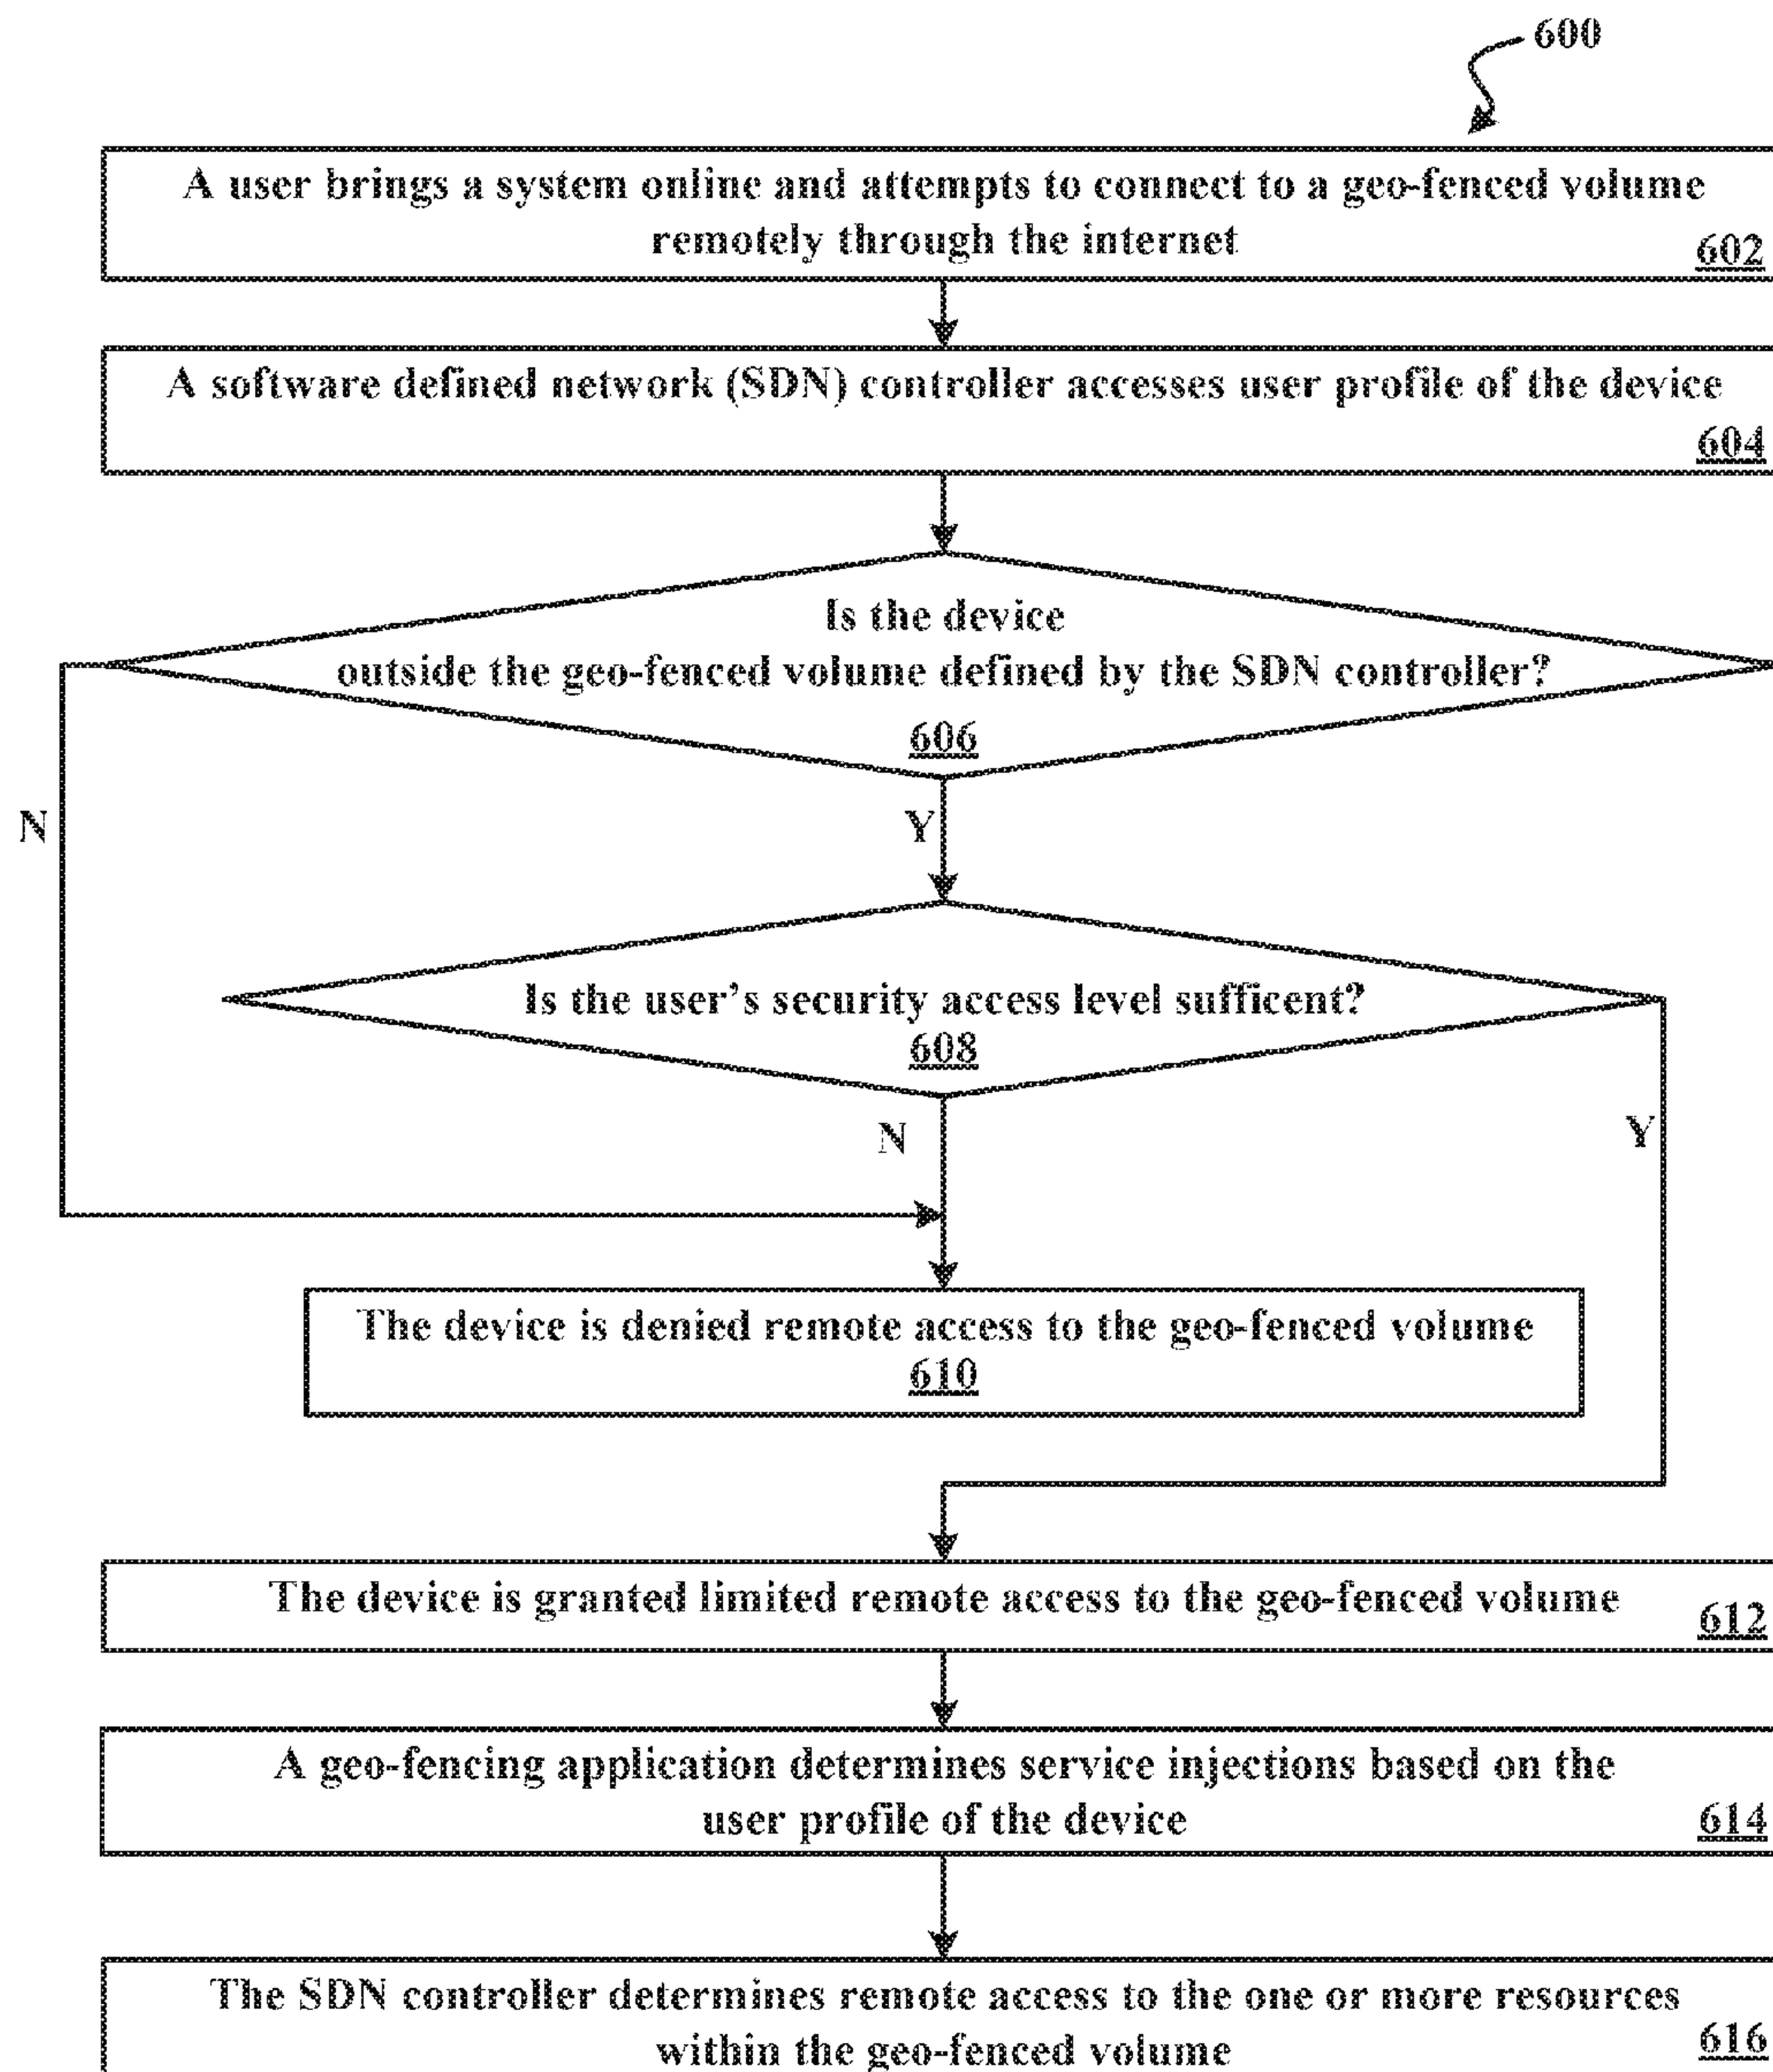 600
A user brings a system online and attempts to connect to a geo-fenced volume
remotely through the internet
602
A software defined network (SDN) controller accesses user profile of the device
604
Is the device
outside the geo-fenced volume defined by the SDN controller?
606
N
Y
Is the user's security access level sufficent?
608
N
Y
The device is denied remote access to the geo-fenced volume
610
The device is granted limited remote access to the geo-fenced volume
612
A geo-fencing application determines service injections based on the
user profile of the device
614
The SDN controller determines remote access to the one or more resources
within the geo-fenced volume
616